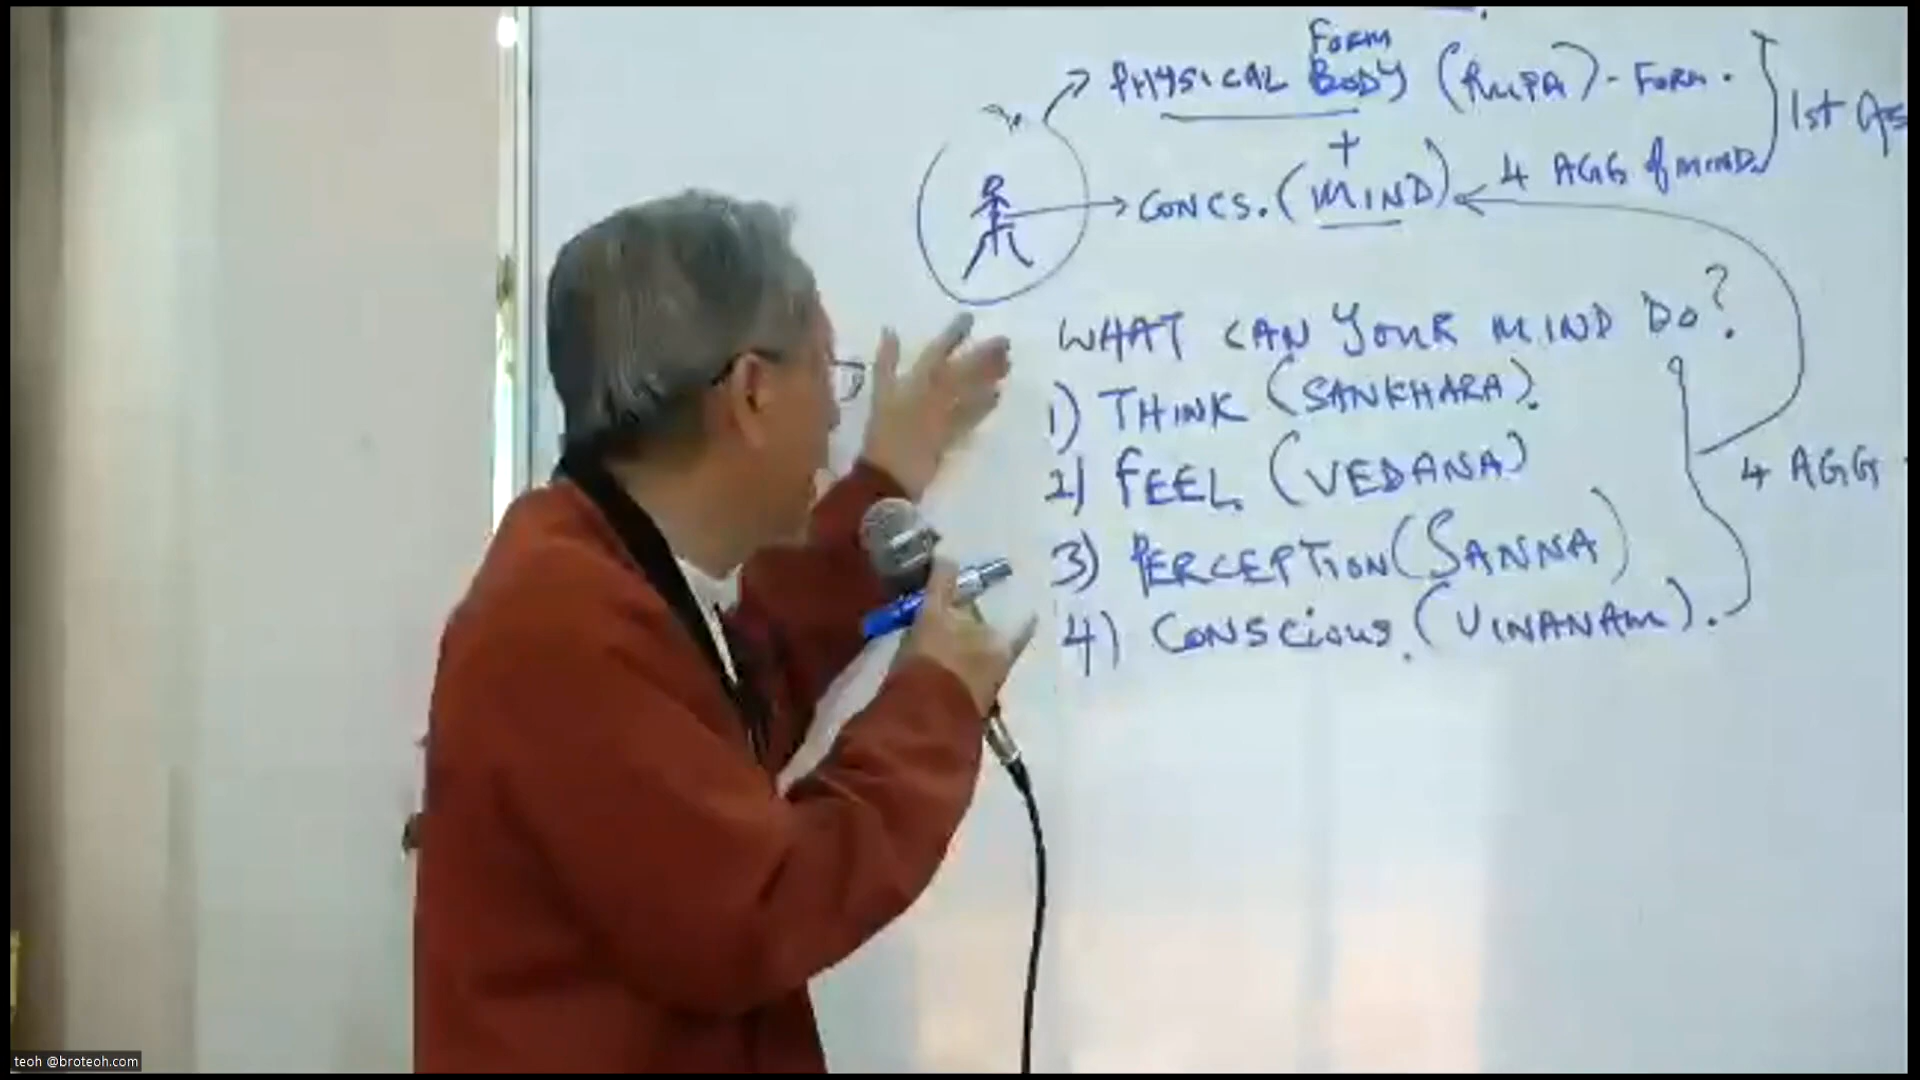 FORM
PHYSICAL BODY (RUPA) - FORM.
+
CONCS. (MIND) 4 AGG of MIND.
1st
WHAT CAN YOUR MIND DO?
1) THINK (SANKHARA).
2) FEEL. (VEDANA)
3) PERCEPTION (SANNA)
4) CONSCIOUS. (VINANAM).
4 AGG
teoh @broteoh.com